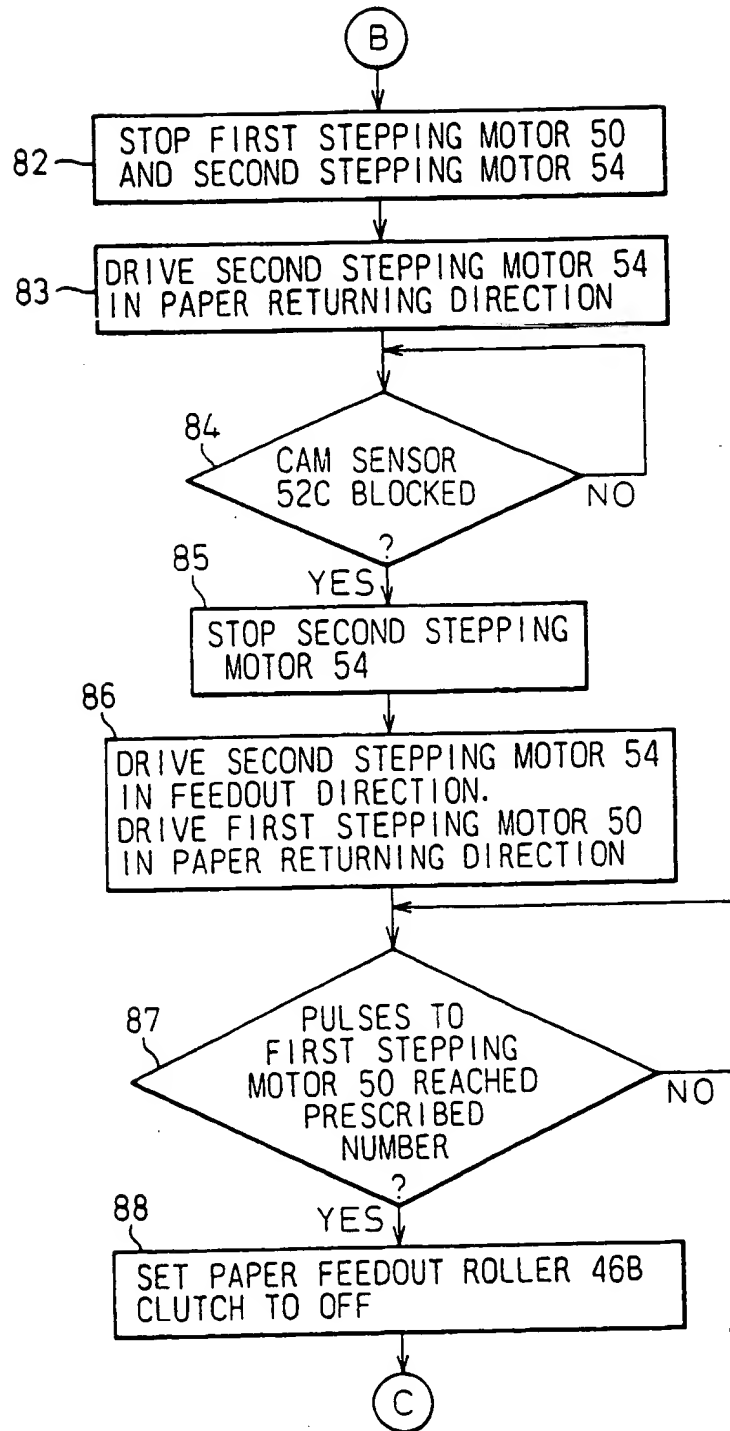 B
82
STOP FIRST STEPPING MOTOR 50
AND SECOND STEPPING MOTOR 54
83
DRIVE SECOND STEPPING MOTOR 54
IN PAPER RETURNING DIRECTION
84
CAM SENSOR
52C BLOCKED
?
NO
YES
85
STOP SECOND STEPPING
MOTOR 54
86
DRIVE SECOND STEPPING MOTOR 54
IN FEEDOUT DIRECTION.
DRIVE FIRST STEPPING MOTOR 50
IN PAPER RETURNING DIRECTION
87
PULSES TO
FIRST STEPPING
MOTOR 50 REACHED
PRESCRIBED
NUMBER
?
NO
YES
88
SET PAPER FEEDOUT ROLLER 46B
CLUTCH TO OFF
C